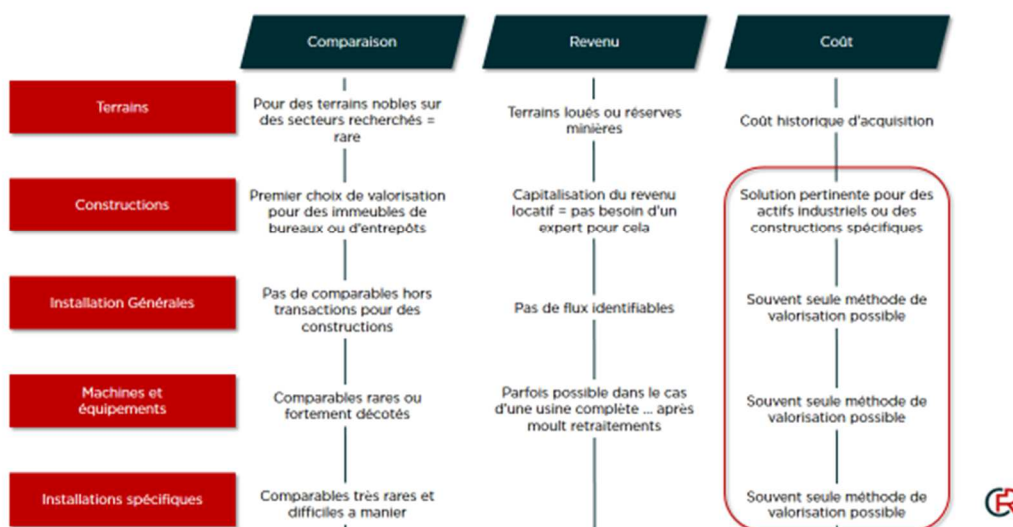 Comparaison
Revenu
Coût
Terrains
Pour des terrains nobles sur
des secteurs recherchés =
rare
Terrains loués ou réserves
minières
Coût historique d'acquisition
Constructions
Premier choix de valorisation
pour des immeubles de
bureaux ou d'entrepôts
Capitalisation du revenu
locatif = pas besoin d'un
expert pour cela
Solution pertinente pour des
actifs industriels ou des
constructions spécifiques
Installation Générales
Pas de comparables hors
transactions pour des
constructions
Pas de flux identifiables
Souvent seule méthode de
valorisation possible
Machines et
équipements
Comparables rares ou
fortement décotés
Parfois possible dans le cas
d'une usine complète ... après
moult retraitements
Souvent seule méthode de
valorisation possible
Installations spécifiques
Comparables très rares et
difficiles a manier
Souvent seule méthode de
valorisation possible